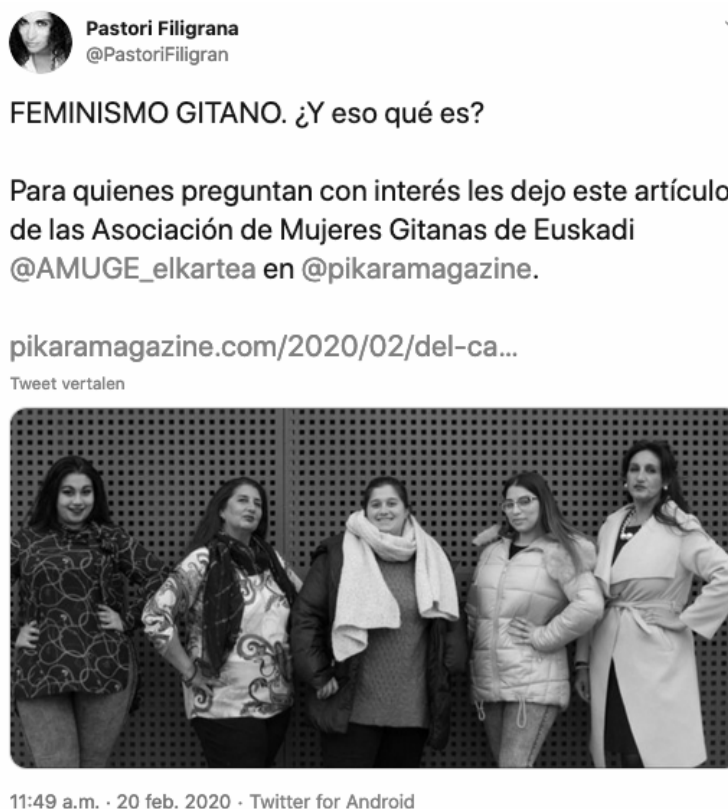 Pastori Filigrana
@PastoriFiligran
FEMINISMO GITANO. ¿Y eso qué es?
Para quienes preguntan con interés les dejo este artículo
de las Asociación de Mujeres Gitanas de Euskadi
@AMUGE_elkartea en @pikaramagazine.
pikaramagazine.com/2020/02/del-ca...
Tweet vertalen
11:49 a.m. · 20 feb. 2020 · Twitter for Android